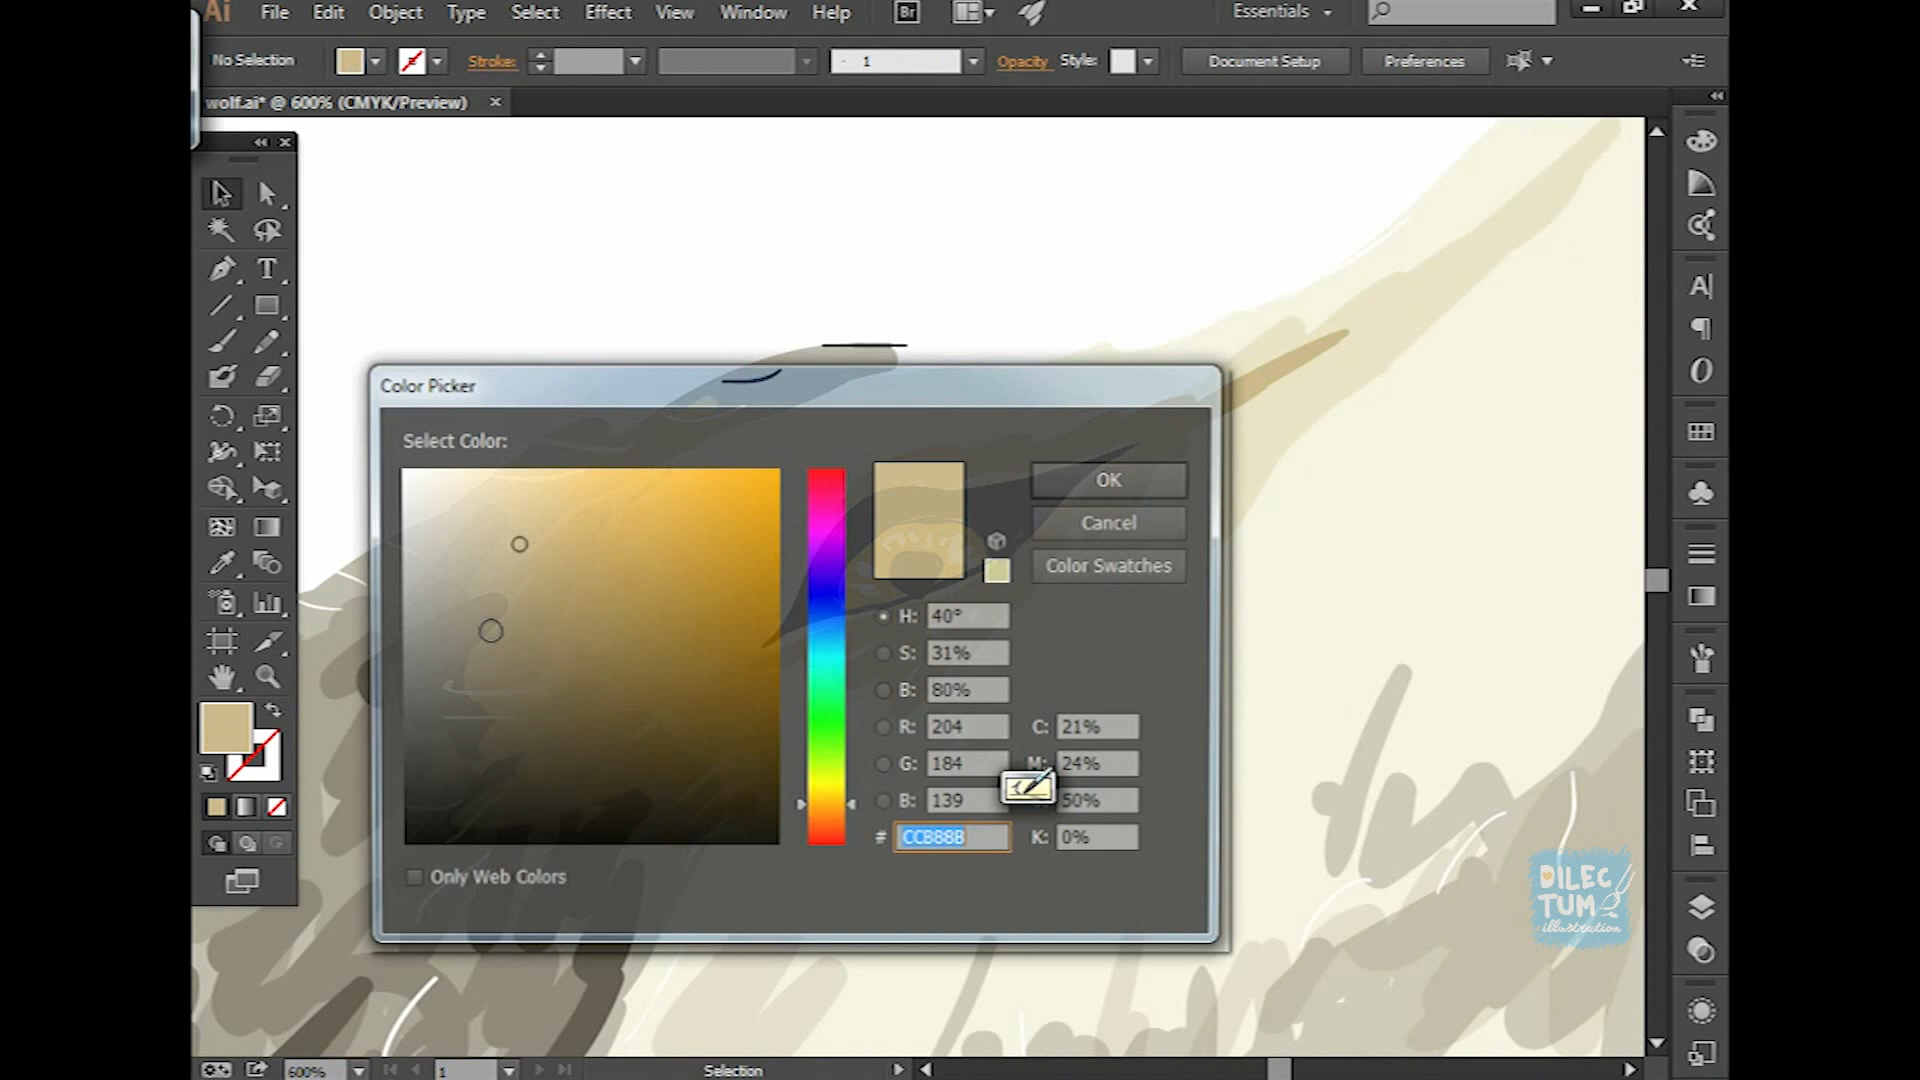 Ai File Edit Object Type Select Effect View Window Help Br Essentials
No Selection Stroke: 1 Opacity Style: Document Setup Preferences
wolf.ai* @ 600% (CMYK/Preview)
Color Picker
Select Color:
OK
Cancel
Color Swatches
H: 40°
S: 31%
B: 80%
R: 204 C: 21%
G: 184 M: 24%
B: 139 50%
# CCB88B K: 0%
Only Web Colors
DILEC
TUM
illustration
600% 1 Selection